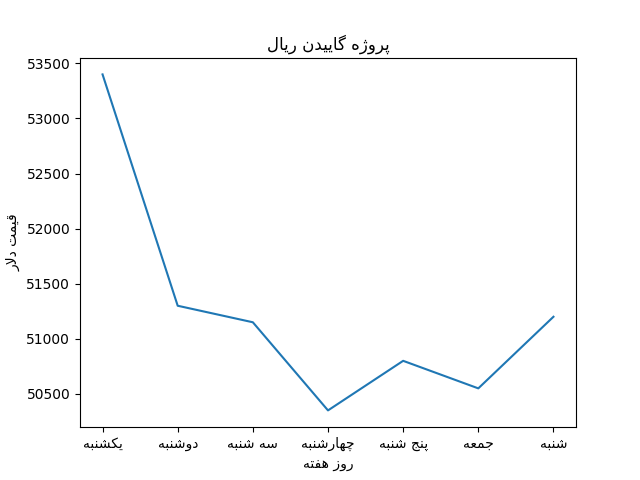 پروژه گاییدن ریال
53500
53000
52500
52000
51500
51000
50500
قیمت دلار
یکشنبه دوشنبه سه شنبه چهارشنبه پنج شنبه جمعه شنبه
روز هفته